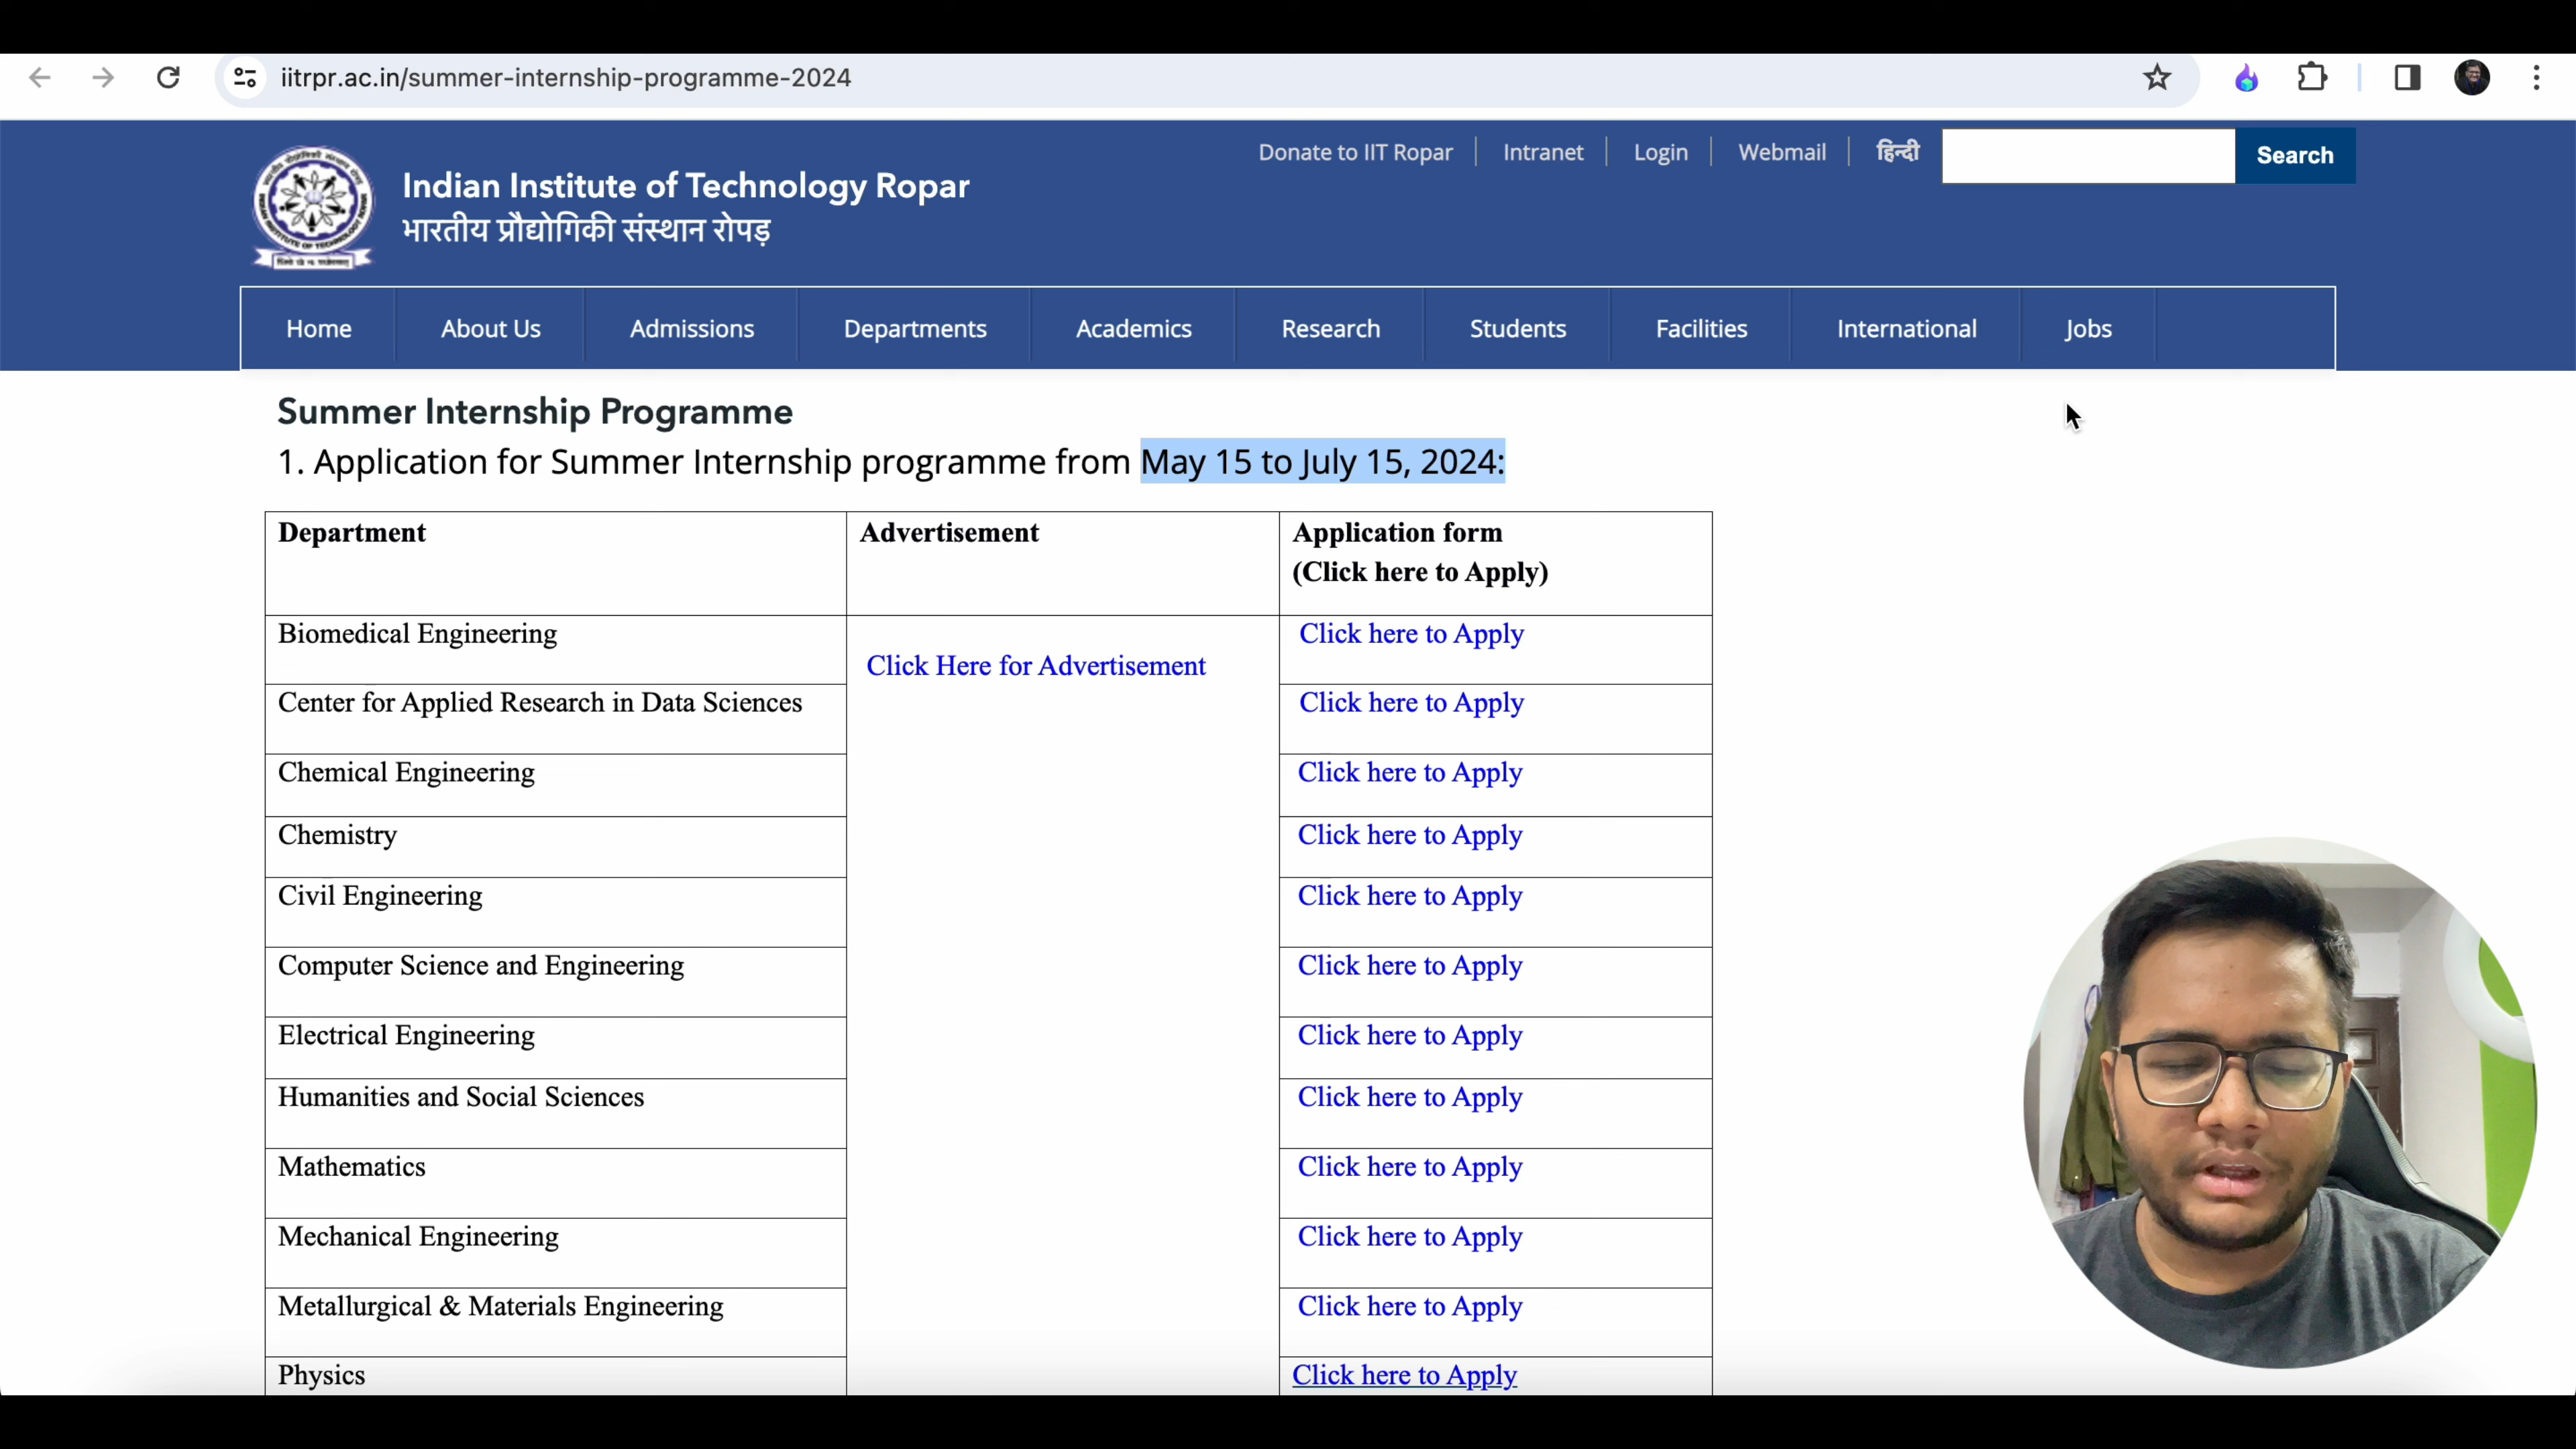 iitrpr.ac.in/summer-internship-programme-2024
Donate to IIT Ropar
Intranet
Login
Webmail
हिन्दी
Search
Indian Institute of Technology Ropar
भारतीय प्रौद्योगिकी संस्थान रोपड़
Home
About Us
Admissions
Departments
Academics
Research
Students
Facilities
International
Jobs
Summer Internship Programme
1. Application for Summer Internship programme from May 15 to July 15, 2024:
Department
Advertisement
Application form
(Click here to Apply)
Biomedical Engineering
Click here to Apply
Click Here for Advertisement
Center for Applied Research in Data Sciences
Click here to Apply
Chemical Engineering
Click here to Apply
Chemistry
Click here to Apply
Civil Engineering
Click here to Apply
Computer Science and Engineering
Click here to Apply
Electrical Engineering
Click here to Apply
Humanities and Social Sciences
Click here to Apply
Mathematics
Click here to Apply
Mechanical Engineering
Click here to Apply
Metallurgical & Materials Engineering
Click here to Apply
Physics
Click here to Apply